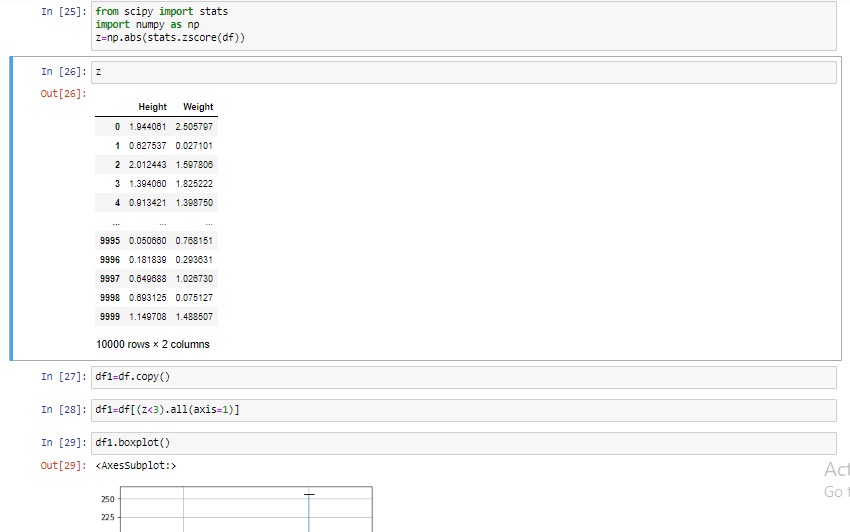 In [25]: from scipy import stats
import numpy as np
z=np.abs(stats.zscore(df))
In [26]: z
Out[26]:
Height Weight
0 1.944061 2.505797
1 0.627537 0.027101
2 2.012443 1.597806
3 1.394060 1.825222
4 0.913421 1.398750
... ... ...
9995 0.050660 0.768151
9996 0.181839 0.293631
9997 0.649688 1.026730
9998 0.693125 0.075127
9999 1.149708 1.488507
10000 rows × 2 columns
In [27]: df1=df.copy()
In [28]: df1=df[(z<3).all(axis=1)]
In [29]: df1.boxplot()
Out[29]: <AxesSubplot:>
Act
Go t
250
225